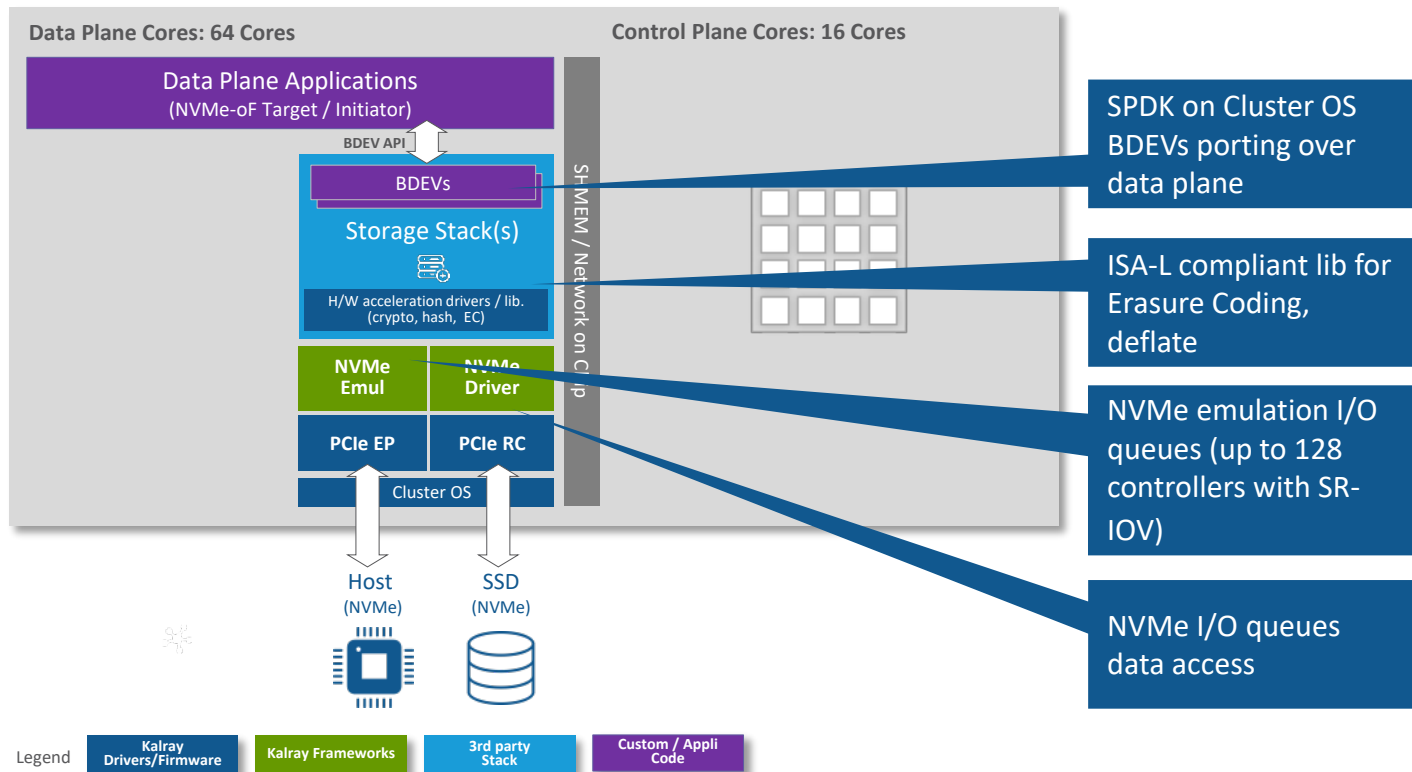 Data Plane Cores: 64 Cores
Control Plane Cores: 16 Cores
Data Plane Applications
(NVMe-oF Target / Initiator)
BDEV API
BDEVs
Storage Stack(s)
H/W acceleration drivers / lib.
(crypto, hash, EC)
NVMe
Emul
NVMe
Driver
PCIe EP
PCIe RC
Cluster OS
SHMEM / Network on Chip
Host
(NVMe)
SSD
(NVMe)
SPDK on Cluster OS
BDEVs porting over
data plane
ISA-L compliant lib for
Erasure Coding,
deflate
NVMe emulation I/O
queues (up to 128
controllers with SR-
IOV)
NVMe I/O queues
data access
Legend
Kalray
Drivers/Firmware
Kalray Frameworks
3rd party
Stack
Custom / Appli
Code